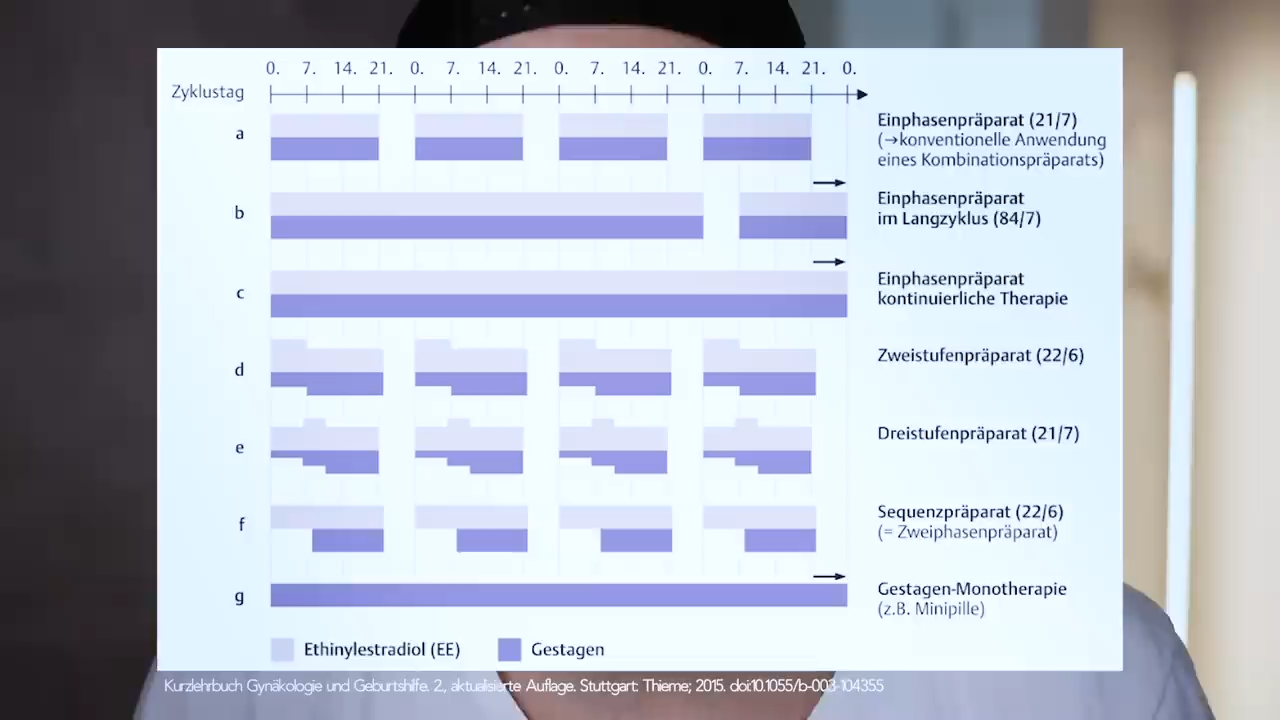 0. 7. 14. 21. 0. 7. 14. 21. 0. 7. 14. 21. 0. 7. 14. 21. 0.
Zyklustag
a
Einphasenpräparat (21/7)
(→konventionelle Anwendung
eines Kombinationspräparats)
b
Einphasenpräparat
im Langzyklus (84/7)
c
Einphasenpräparat
kontinuierliche Therapie
d
Zweistufenpräparat (22/6)
e
Dreistufenpräparat (21/7)
f
Sequenzpräparat (22/6)
(= Zweiphasenpräparat)
g
Gestagen-Monotherapie
(z.B. Minipille)
Ethinylestradiol (EE)
Gestagen
Kurzlehrbuch Gynäkologie und Geburtshilfe. 2., aktualisierte Auflage. Stuttgart: Thieme; 2015. doi:10.1055/b-003-104355